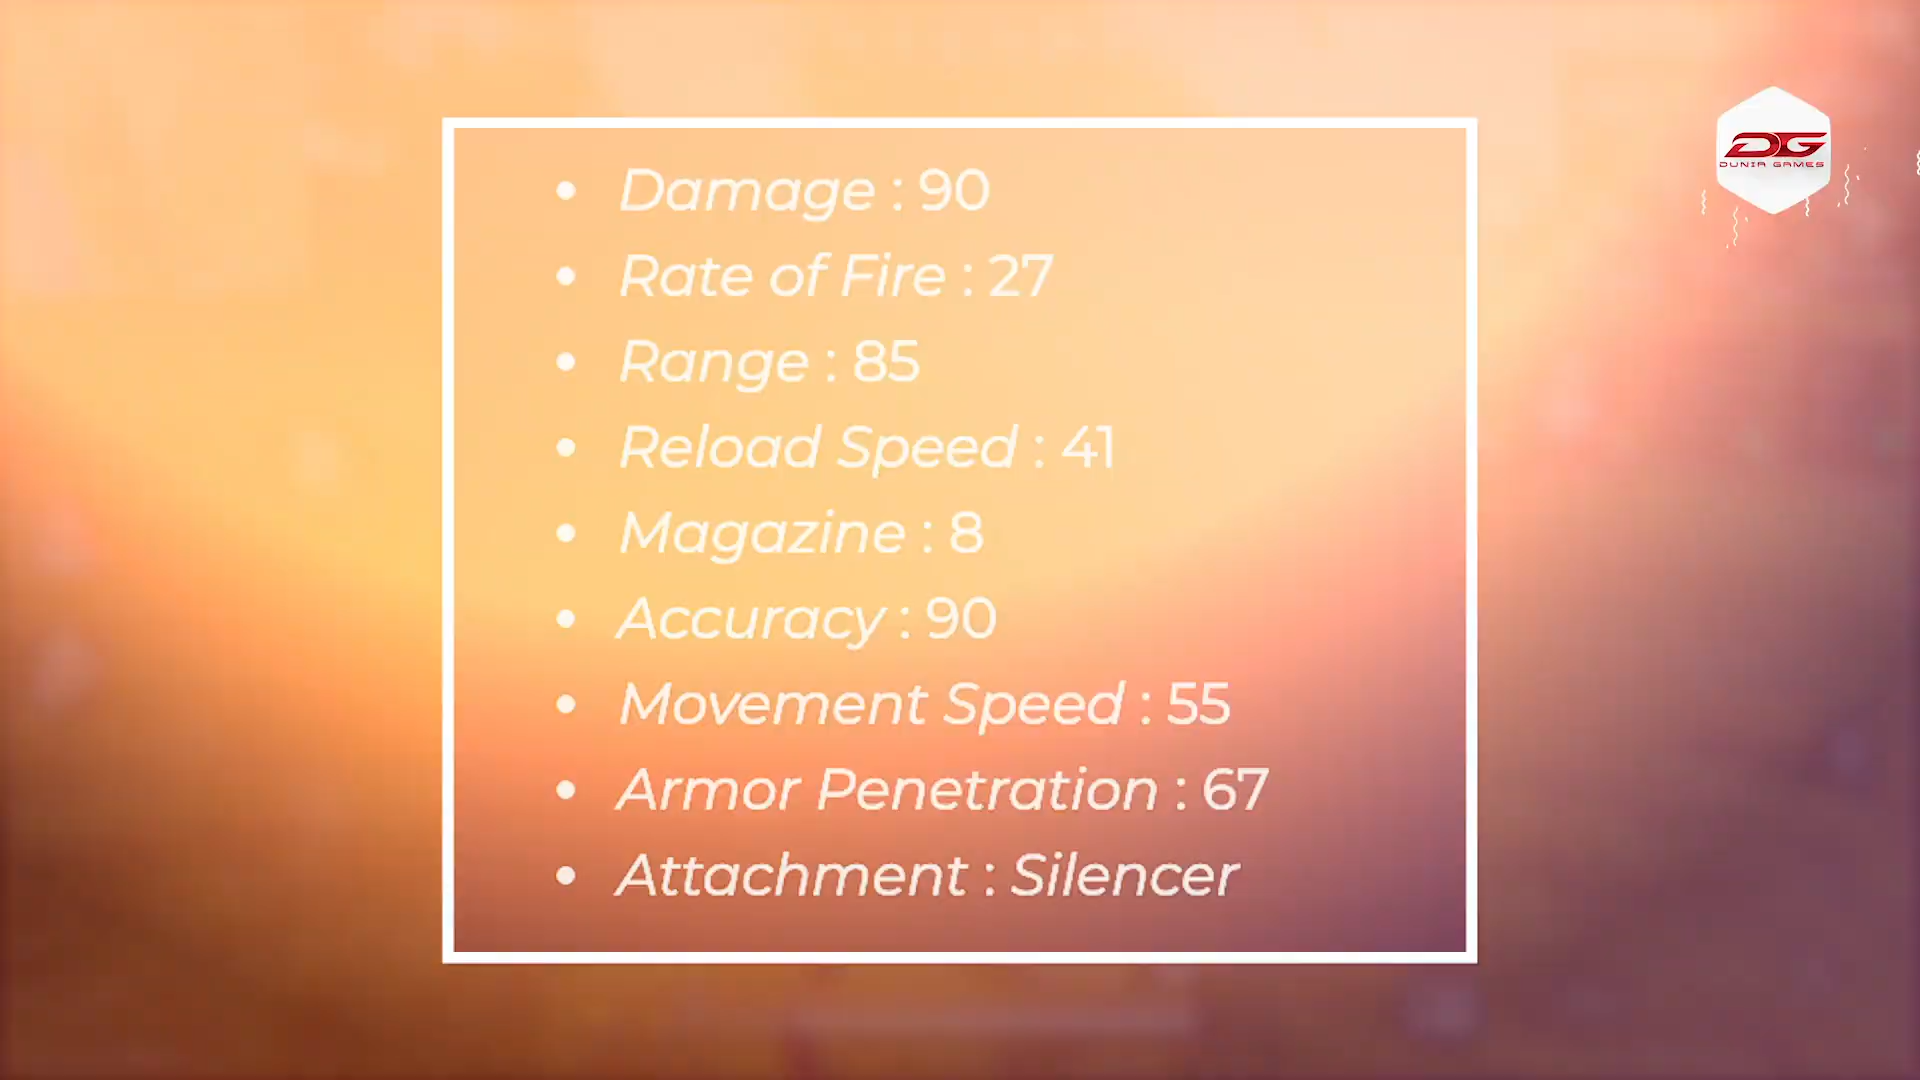 DG
DUNIA GAMES
• Damage : 90
• Rate of Fire : 27
• Range : 85
• Reload Speed : 41
• Magazine : 8
• Accuracy : 90
• Movement Speed : 55
• Armor Penetration : 67
• Attachment : Silencer